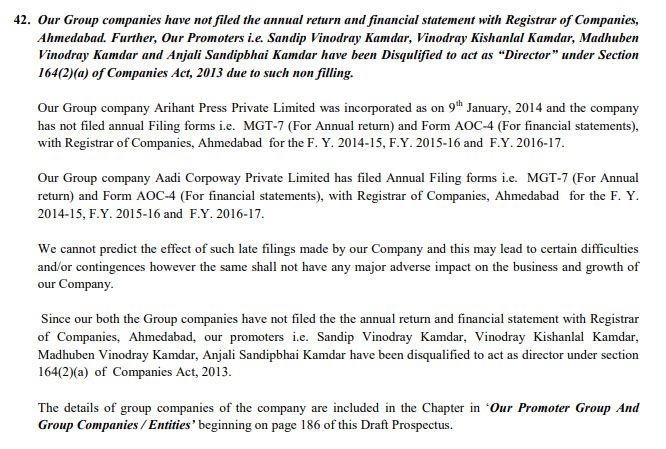 42. Our Group companies have not filed the annual return and financial statement with Registrar of Companies,
Ahmedabad. Further, Our Promoters i.e. Sandip Vinodray Kamdar, Vinodray Kishanlal Kamdar, Madhuben
Vinodray Kamdar and Anjali Sandipbhai Kamdar have been Disqulified to act as “Director” under Section
164(2)(a) of Companies Act, 2013 due to such non filling.
Our Group company Arihant Press Private Limited was incorporated as on 9th January, 2014 and the company
has not filed annual Filing forms i.e. MGT-7 (For Annual return) and Form AOC-4 (For financial statements),
with Registrar of Companies, Ahmedabad for the F. Y. 2014-15, F.Y. 2015-16 and F.Y. 2016-17.
Our Group company Aadi Corpoway Private Limited has filed Annual Filing forms i.e. MGT-7 (For Annual
return) and Form AOC-4 (For financial statements), with Registrar of Companies, Ahmedabad for the F. Y.
2014-15, F.Y. 2015-16 and F.Y. 2016-17.
We cannot predict the effect of such late filings made by our Company and this may lead to certain difficulties
and/or contingences however the same shall not have any major adverse impact on the business and growth of
our Company.
Since our both the Group companies have not filed the the annual return and financial statement with Registrar
of Companies, Ahmedabad, our promoters i.e. Sandip Vinodray Kamdar, Vinodray Kishanlal Kamdar,
Madhuben Vinodray Kamdar, Anjali Sandipbhai Kamdar have been disqualified to act as director under section
164(2)(a) of Companies Act, 2013.
The details of group companies of the company are included in the Chapter in ‘Our Promoter Group And
Group Companies / Entities’ beginning on page 186 of this Draft Prospectus.